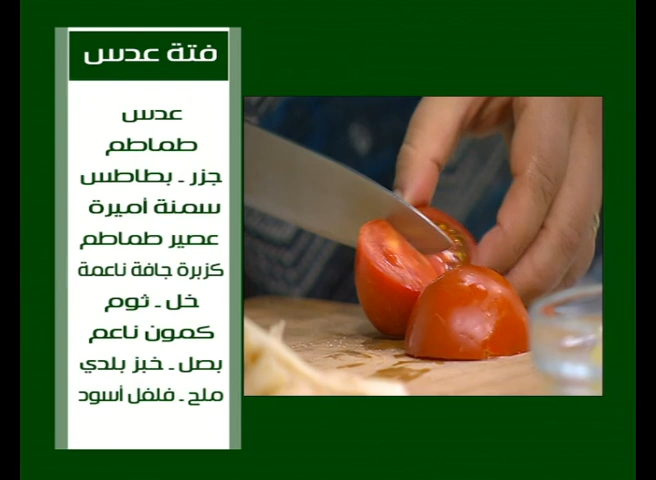 فتة عدس
عدس
طماطم
جزر - بطاطس
سمنة أميرة
عصير طماطم
كزبرة جافة ناعمة
خل - ثوم
كمون ناعم
بصل - خبز بلدي
ملح - فلفل أسود